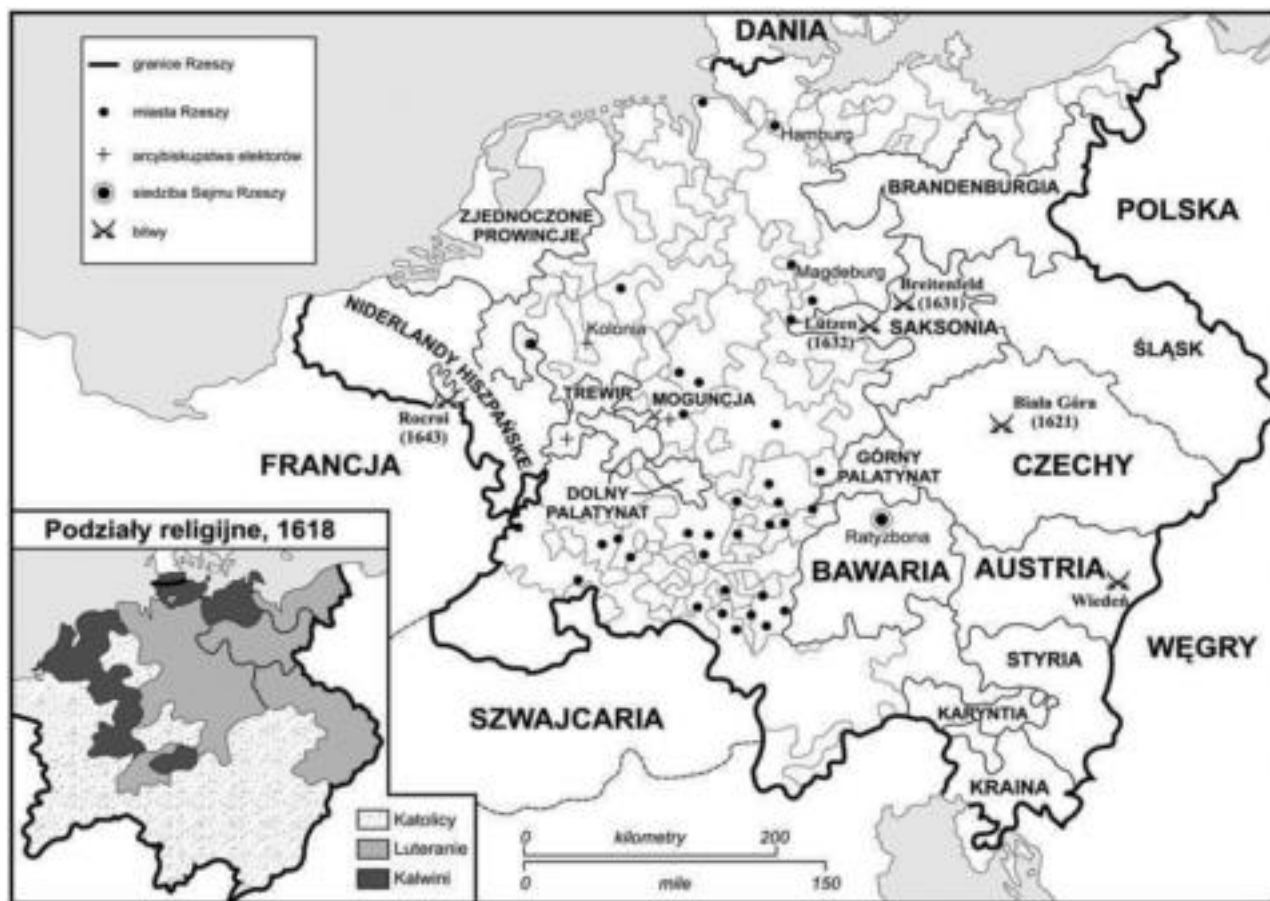 granice Rzeszy
miasta Rzeszy
arcybiskupstwa elektorów
siedziba Sejmu Rzeszy
bitwy
DANIA
Hamburg
BRANDENBURGIA
POLSKA
ZJEDNOCZONE
PROWINCJE
Magdeburg
Breitenfeld
(1631)
NIDERLANDY HISZPAŃSKIE
Kolonia
Lützen
(1632)
SAKSONIA
ŚLĄSK
TREWIR
MOGUNCJA
Rocroi
(1643)
Biała Góra
(1621)
FRANCJA
GÓRNY
PALATYNAT
CZECHY
DOLNY
PALATYNAT
Ratyzbona
BAWARIA
AUSTRIA
Wiedeń
WĘGRY
STYRIA
SZWAJCARIA
KARYNTIA
KRAINA
Podziały religijne, 1618
Katolicy
Luteranie
Kalwini
0 kilometry 200
0 mile 150